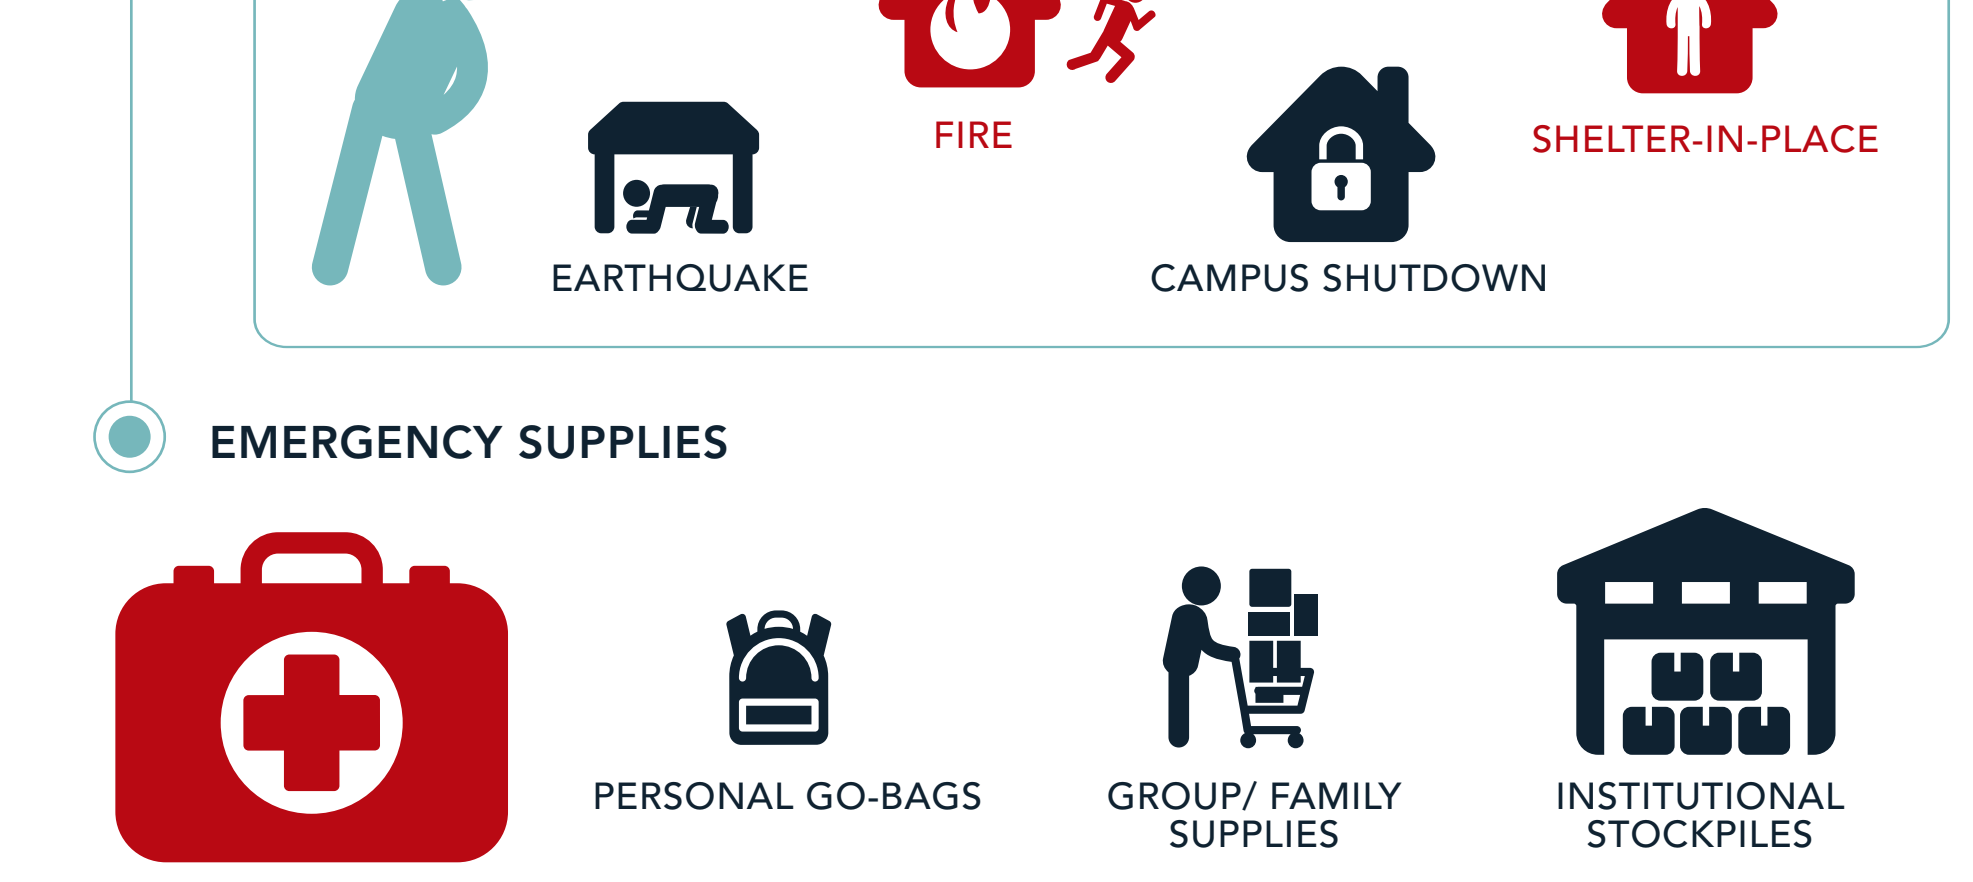 FIRE
SHELTER-IN-PLACE
EARTHQUAKE
CAMPUS SHUTDOWN
EMERGENCY SUPPLIES
PERSONAL GO-BAGS
GROUP/ FAMILY
SUPPLIES
INSTITUTIONAL
STOCKPILES